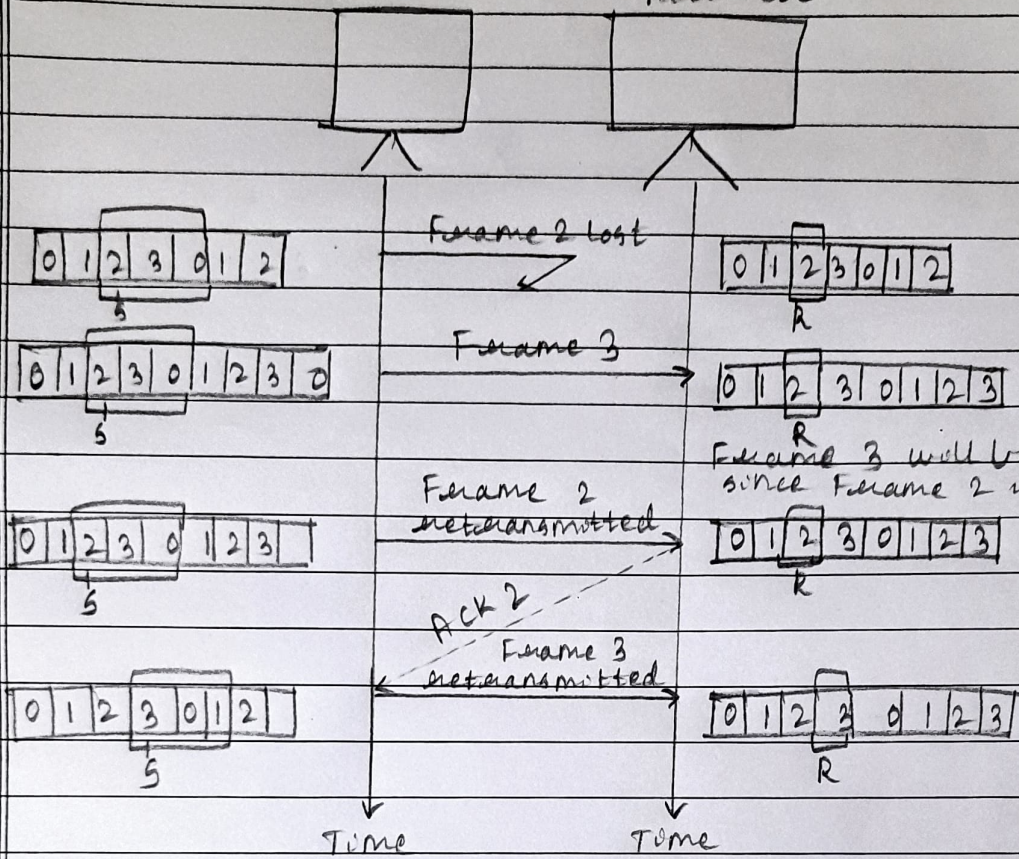 Frame 2 lost
0 1 2 3 0 1 2
0 1 2 3 0 1 2
S
R
Frame 3
0 1 2 3 0 1 2 3 0
0 1 2 3 0 1 2 3
S
R
Frame 3 will
since Frame 2
Frame 2
retransmitted
0 1 2 3 0 1 2 3
0 1 2 3 0 1 2 3
S
R
ACK 2
Frame 3
retransmitted
0 1 2 3 0 1 2
0 1 2 3 0 1 2 3
S
R
Time
Time